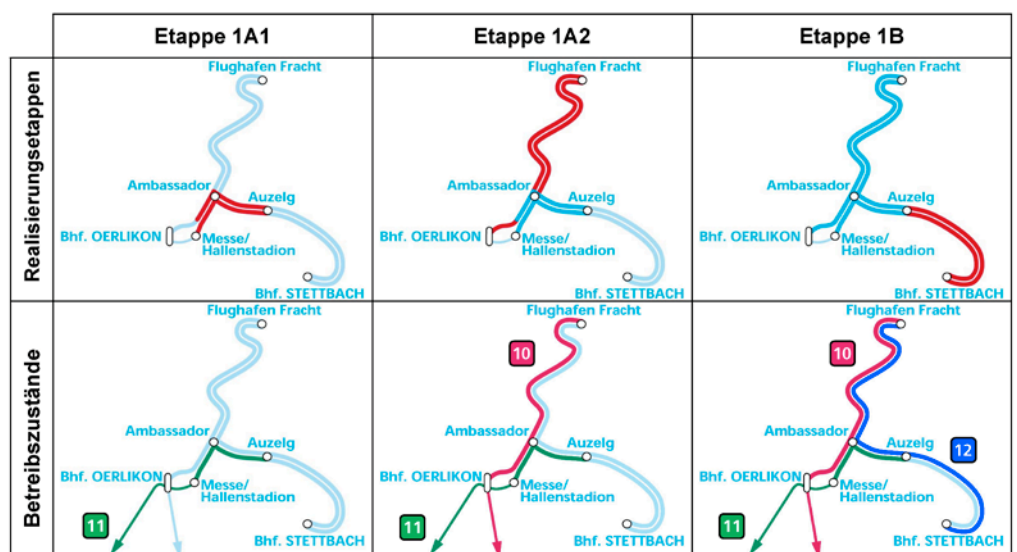 Etappe 1A1
Etappe 1A2
Etappe 1B
Realisierungsetappen
Flughafen Fracht
Ambassador
Auzelg
Bhf. OERLIKON
Messe/
Hallenstadion
Bhf. STETTBACH
Flughafen Fracht
Ambassador
Auzelg
Bhf. OERLIKON
Messe/
Hallenstadion
Bhf. STETTBACH
Flughafen Fracht
Ambassador
Auzelg
Bhf. OERLIKON
Messe/
Hallenstadion
Bhf. STETTBACH
Betreibszustände
Flughafen Fracht
Ambassador
Auzelg
Bhf. OERLIKON
Messe/
Hallenstadion
11
Bhf. STETTBACH
Flughafen Fracht
10
Ambassador
Auzelg
Bhf. OERLIKON
Messe/
Hallenstadion
11
Bhf. STETTBACH
Flughafen Fracht
10
Ambassador
Auzelg
12
Bhf. OERLIKON
Messe/
Hallenstadion
11
Bhf. STETTBACH